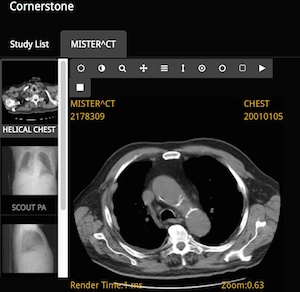 Cornerstone
Study List
MISTER^CT
HELICAL CHEST
SCOUT PA
MISTER^CT
2178309
CHEST
20010105
Render Time:1 ms
Zoom:0.63